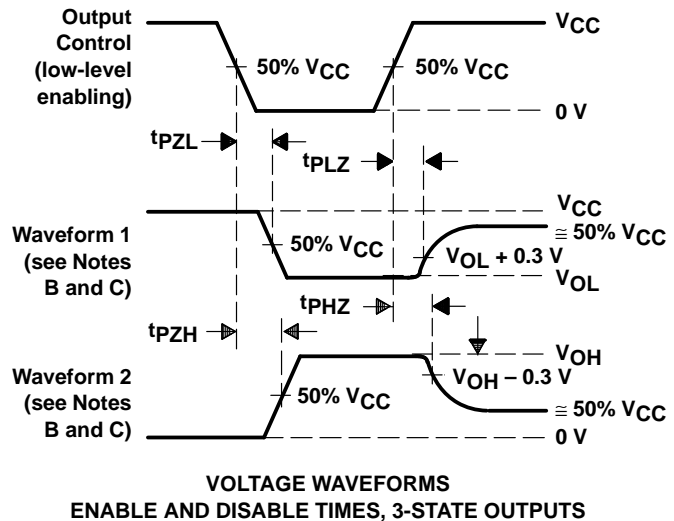 Output
Control
(low-level
enabling)
50% VCC
50% VCC
VCC
0 V
tPZL
tPLZ
Waveform 1
(see Notes
B and C)
50% VCC
VCC
≅ 50% VCC
VOL + 0.3 V
VOL
tPHZ
tPZH
Waveform 2
(see Notes
B and C)
50% VCC
VOH
VOH – 0.3 V
≅ 50% VCC
0 V
VOLTAGE WAVEFORMS
ENABLE AND DISABLE TIMES, 3-STATE OUTPUTS